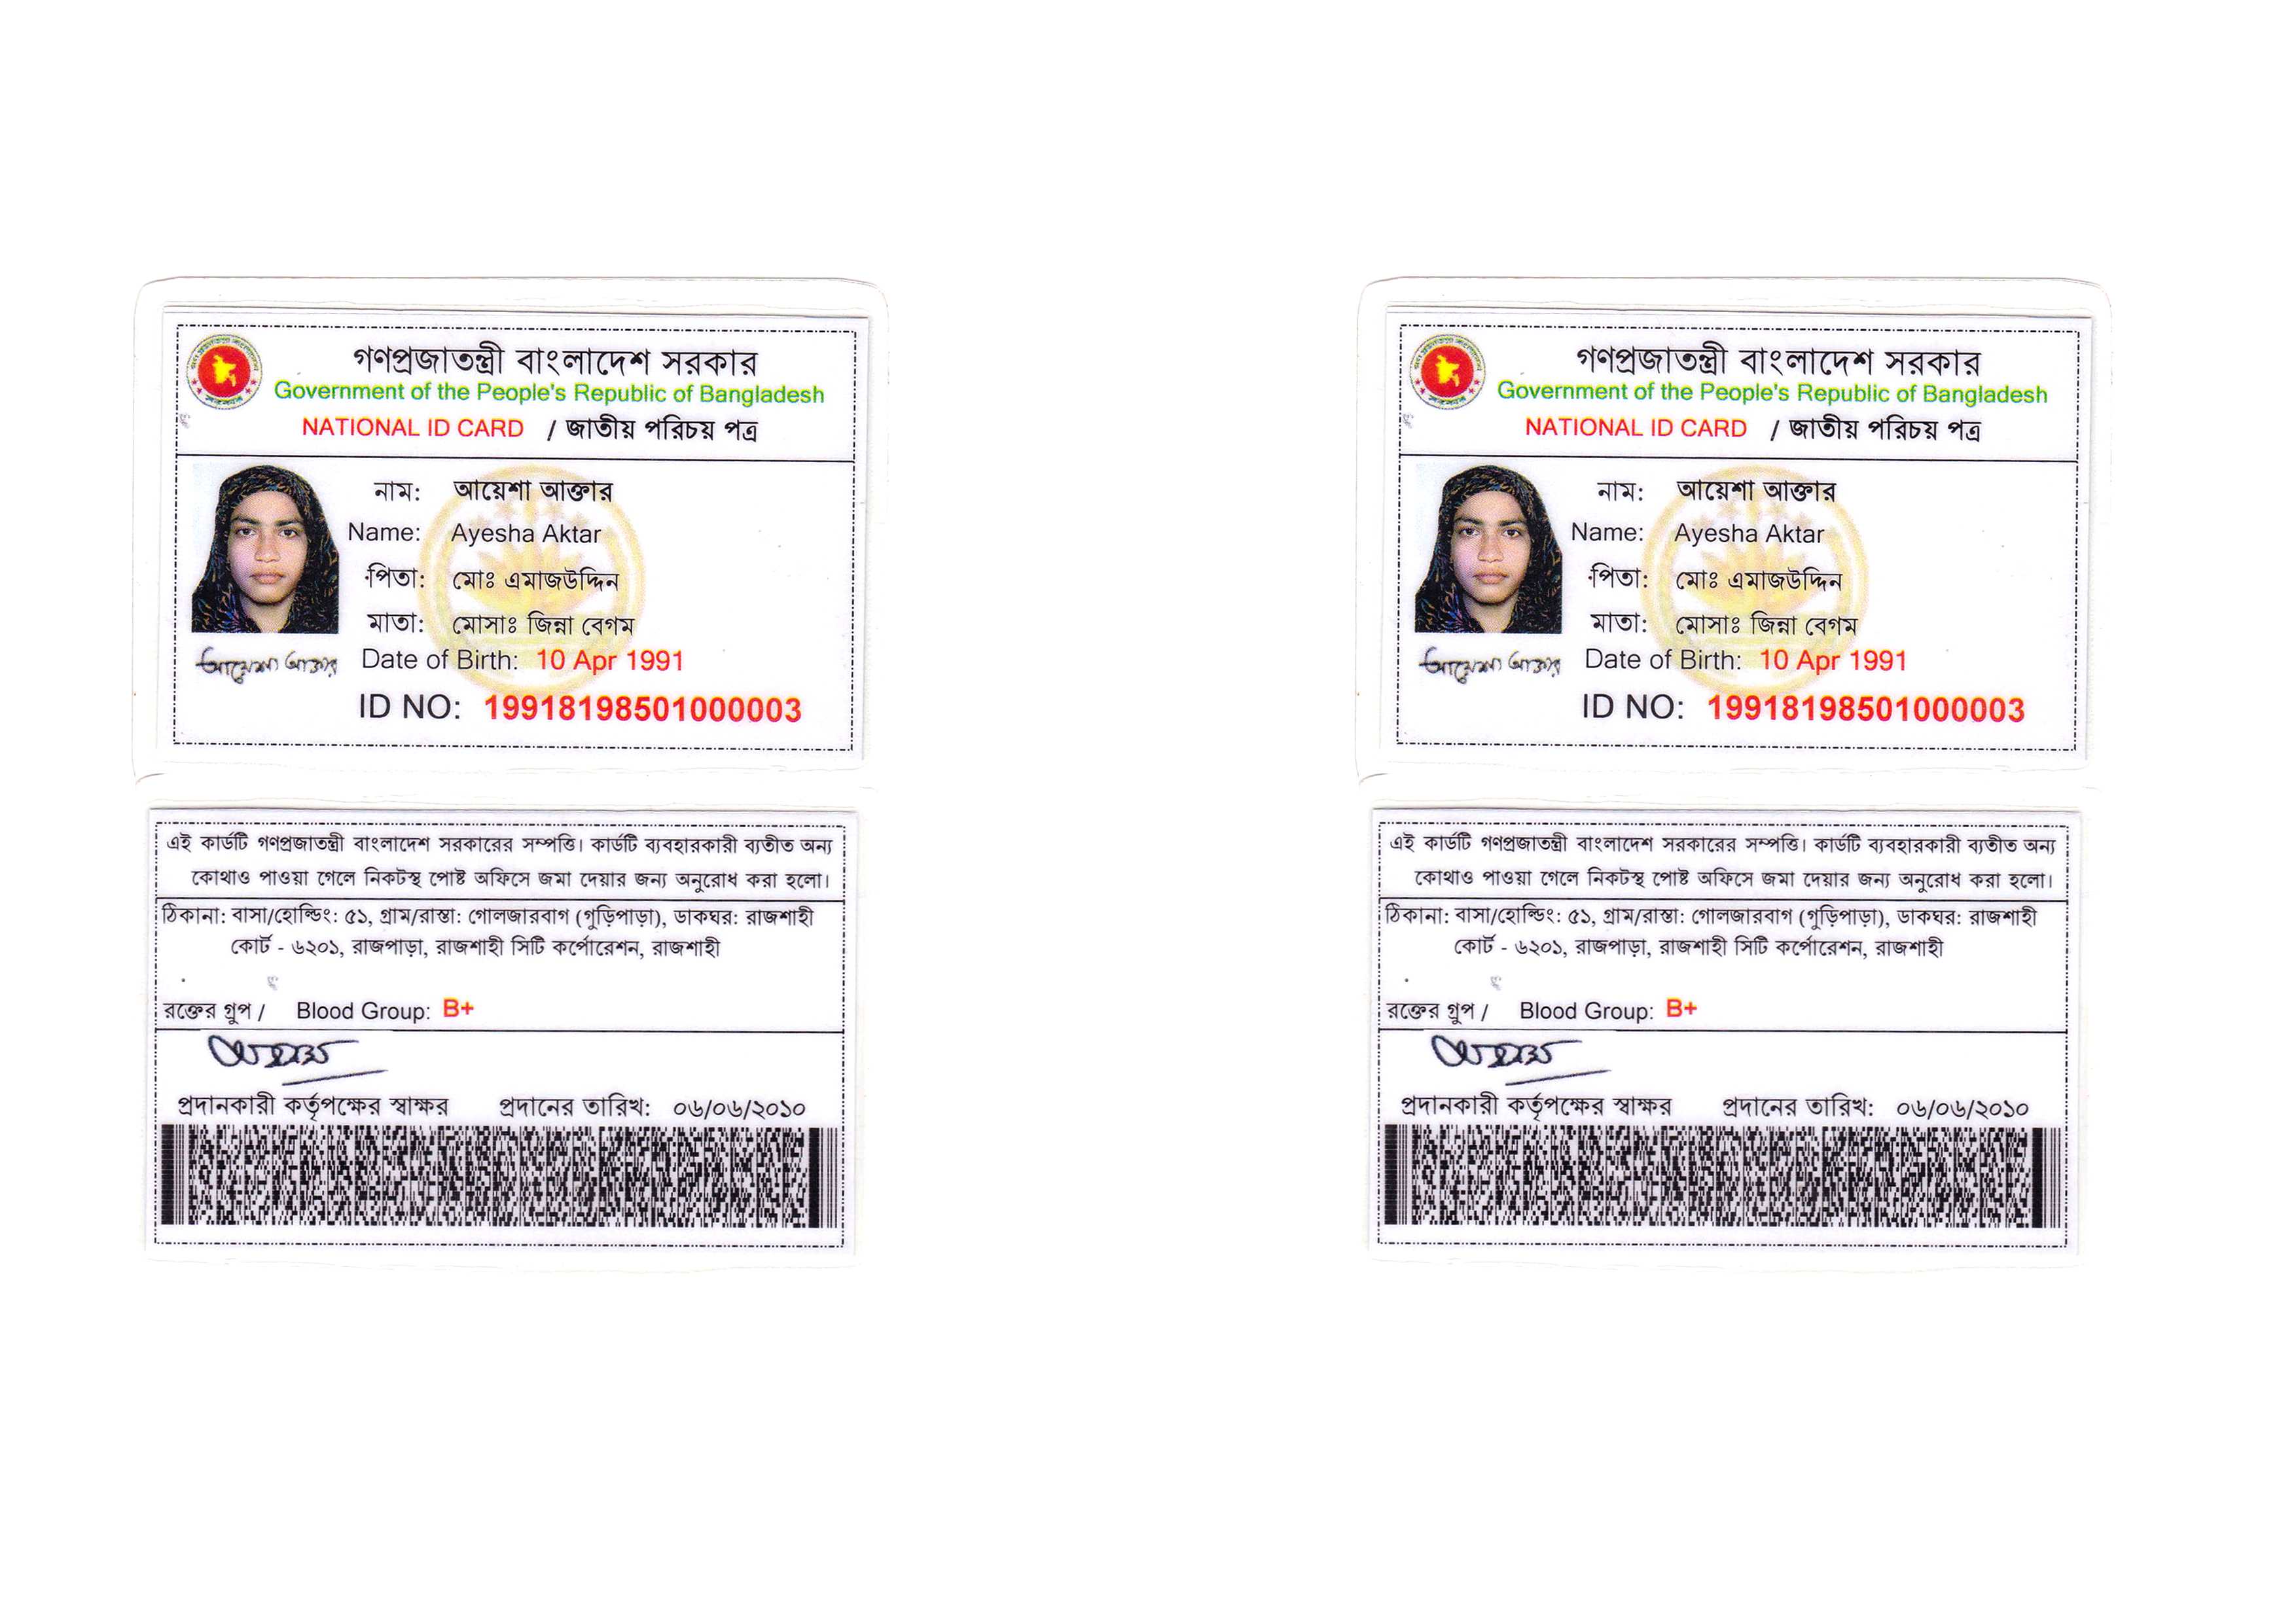 গণপ্রজাতন্ত্রী বাংলাদেশ সরকার
Government of the People's Republic of Bangladesh
NATIONAL ID CARD / জাতীয় পরিচয় পত্র
নাম: আয়েশা আক্তার
Name: Ayesha Aktar
পিতা: মোঃ এমাজউদ্দিন
মাতা: মোসাঃ জিন্না বেগম
আয়েশা আক্তার
Date of Birth: 10 Apr 1991
ID NO: 19918198501000003
এই কার্ডটি গণপ্রজাতন্ত্রী বাংলাদেশ সরকারের সম্পত্তি। কার্ডটি ব্যবহারকারী ব্যতীত অন্য
কোথাও পাওয়া গেলে নিকটস্থ পোষ্ট অফিসে জমা দেয়ার জন্য অনুরোধ করা হলো।
ঠিকানা: বাসা/হোল্ডিং: ৫১, গ্রাম/রাস্তা: গোলজারবাগ (গুড়িপাড়া), ডাকঘর: রাজশাহী
কোর্ট - ৬২০১, রাজপাড়া, রাজশাহী সিটি কর্পোরেশন, রাজশাহী
রক্তের গ্রুপ / Blood Group: B+
প্রদানকারী কর্তৃপক্ষের স্বাক্ষর প্রদানের তারিখ: ০৬/০৬/২০১০
গণপ্রজাতন্ত্রী বাংলাদেশ সরকার
Government of the People's Republic of Bangladesh
NATIONAL ID CARD / জাতীয় পরিচয় পত্র
নাম: আয়েশা আক্তার
Name: Ayesha Aktar
পিতা: মোঃ এমাজউদ্দিন
মাতা: মোসাঃ জিন্না বেগম
আয়েশা আক্তার
Date of Birth: 10 Apr 1991
ID NO: 19918198501000003
এই কার্ডটি গণপ্রজাতন্ত্রী বাংলাদেশ সরকারের সম্পত্তি। কার্ডটি ব্যবহারকারী ব্যতীত অন্য
কোথাও পাওয়া গেলে নিকটস্থ পোষ্ট অফিসে জমা দেয়ার জন্য অনুরোধ করা হলো।
ঠিকানা: বাসা/হোল্ডিং: ৫১, গ্রাম/রাস্তা: গোলজারবাগ (গুড়িপাড়া), ডাকঘর: রাজশাহী
কোর্ট - ৬২০১, রাজপাড়া, রাজশাহী সিটি কর্পোরেশন, রাজশাহী
রক্তের গ্রুপ / Blood Group: B+
প্রদানকারী কর্তৃপক্ষের স্বাক্ষর প্রদানের তারিখ: ০৬/০৬/২০১০